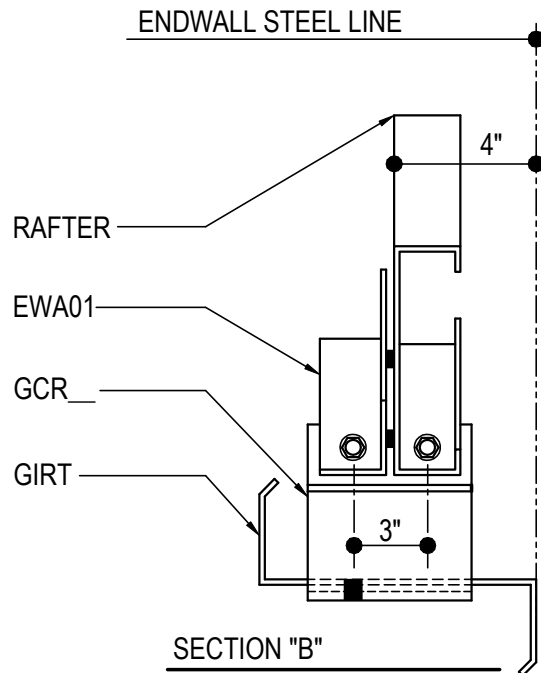 ENDWALL STEEL LINE
4"
RAFTER
EWA01
GCR__
GIRT
3"
SECTION "B"